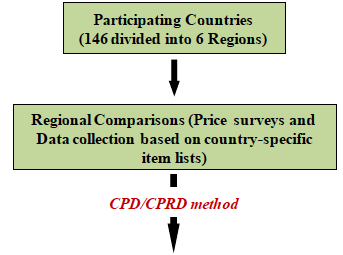 Participating Countries
(146 divided into 6 Regions)
Regional Comparisons (Price surveys and
Data collection based on country-specific
item lists)
CPD/CPRD method